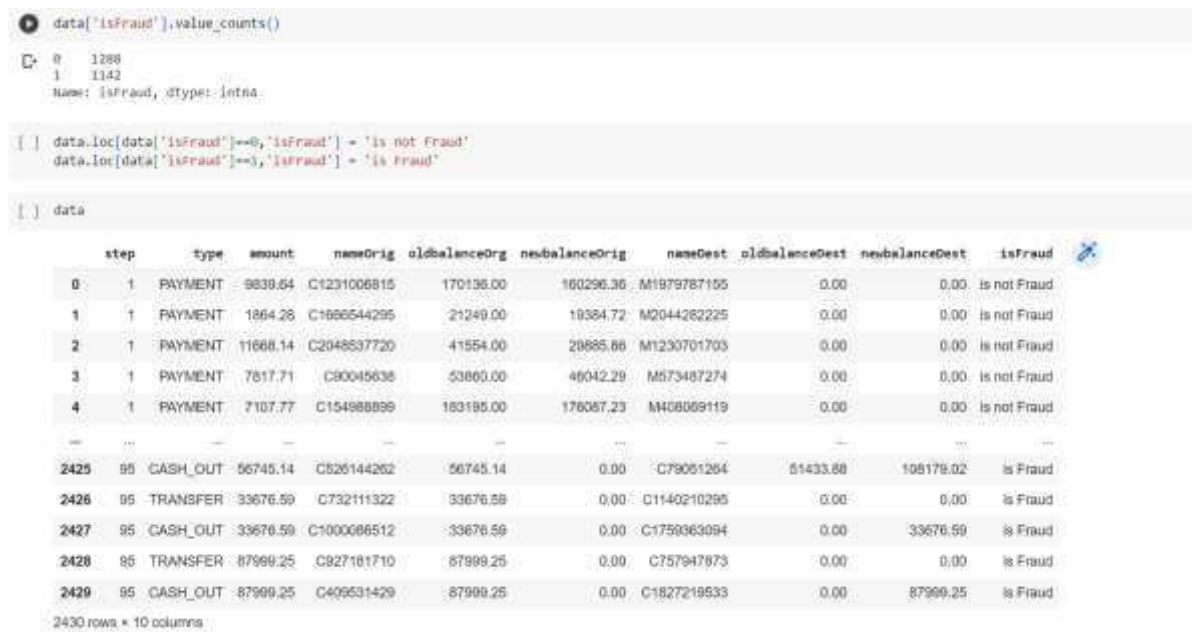 data['isFraud'].value_counts()
0 1288
1 1142
Name: isFraud, dtype: int64
[ ] data.loc[data['isFraud']==0,'isFraud'] = 'is not Fraud'
data.loc[data['isFraud']==1,'isFraud'] = 'is Fraud'
[ ] data
step type amount nameOrig oldbalanceOrg newbalanceOrig nameDest oldbalanceDest newbalanceDest isFraud
0 1 PAYMENT 9839.64 C1231006815 170136.00 160296.36 M1979787155 0.00 0.00 is not Fraud
1 1 PAYMENT 1864.28 C1666544295 21249.00 19384.72 M2044282225 0.00 0.00 is not Fraud
2 1 PAYMENT 11668.14 C2048537720 41554.00 29885.86 M1230701703 0.00 0.00 is not Fraud
3 1 PAYMENT 7817.71 C90045638 53860.00 46042.29 M573487274 0.00 0.00 is not Fraud
4 1 PAYMENT 7107.77 C154988899 183195.00 176087.23 M408069119 0.00 0.00 is not Fraud
... ... ... ... ... ... ... ... ... ... ...
2425 95 CASH_OUT 56745.14 C526144262 56745.14 0.00 C79051264 51433.88 108179.02 is Fraud
2426 95 TRANSFER 33676.59 C732111322 33676.59 0.00 C1140210295 0.00 0.00 is Fraud
2427 95 CASH_OUT 33676.59 C1000086512 33676.59 0.00 C1759363094 0.00 33676.59 is Fraud
2428 95 TRANSFER 87999.25 C927181710 87999.25 0.00 C757947873 0.00 0.00 is Fraud
2429 95 CASH_OUT 87999.25 C409531429 87999.25 0.00 C1827219533 0.00 87999.25 is Fraud
2430 rows × 10 columns